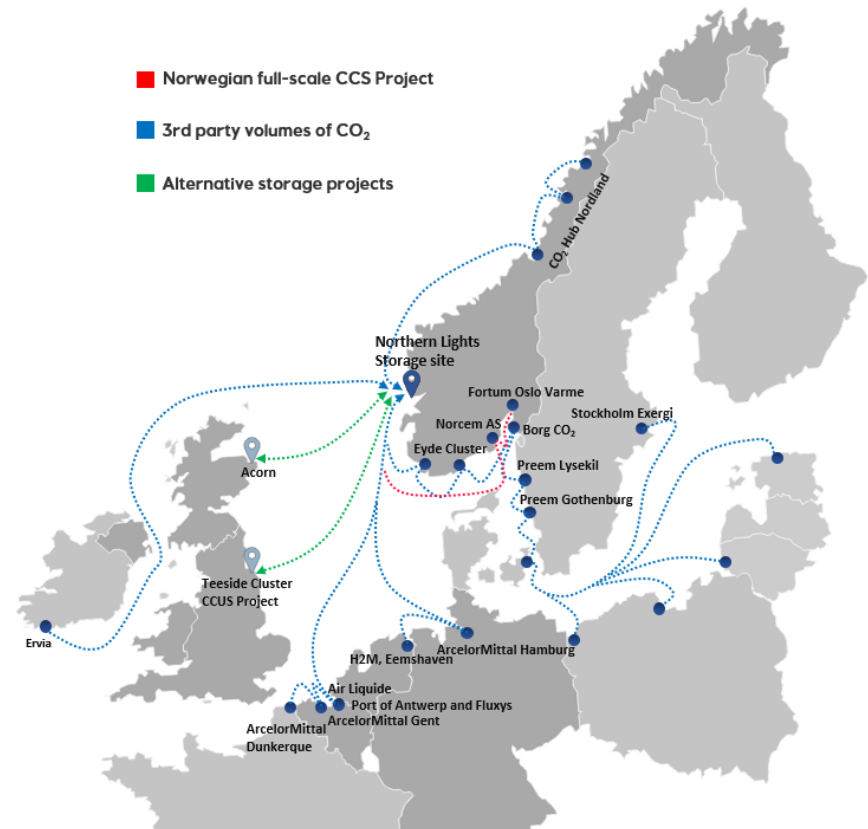 Norwegian full-scale CCS Project
3rd party volumes of CO₂
Alternative storage projects
CO₂ Hub Nordland
Northern Lights
Storage site
Fortum Oslo Varme
Stockholm Exergi
Norcem AS
Borg CO₂
Eyde Cluster
Preem Lysekil
Acorn
Preem Gothenburg
Teeside Cluster
CCUS Project
Ervia
ArcelorMittal Hamburg
H2M, Eemshaven
Air Liquide
Port of Antwerp and Fluxys
ArcelorMittal Gent
ArcelorMittal
Dunkerque